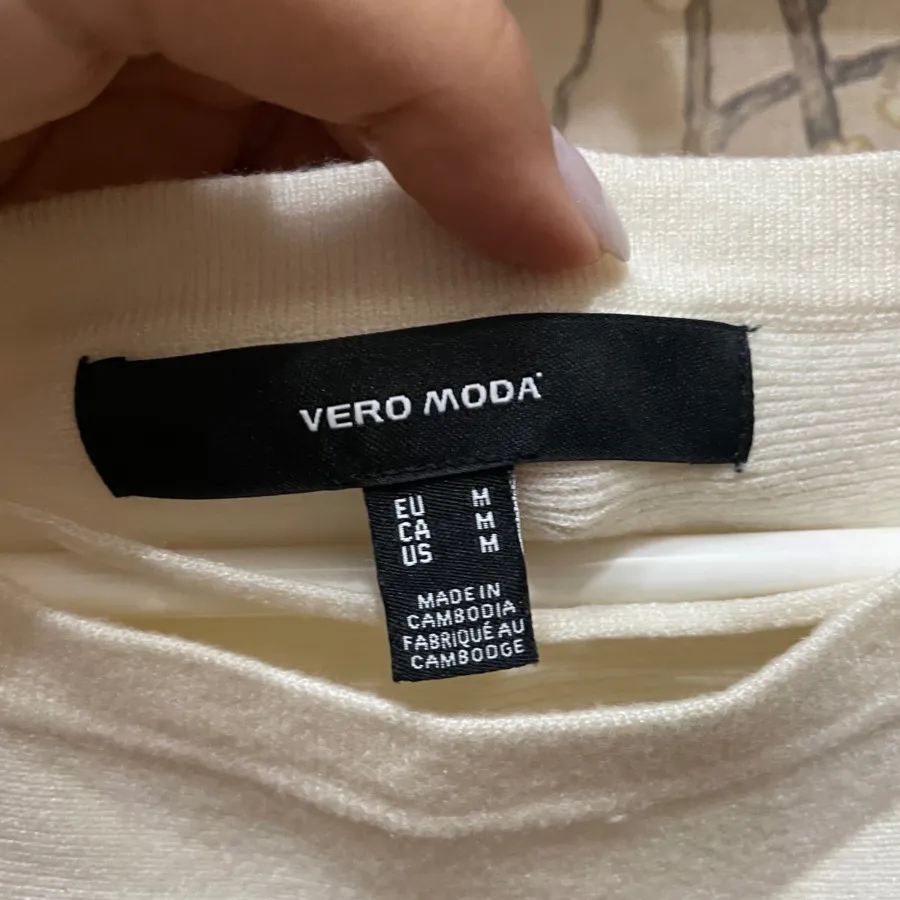 VERO MODA
EU M
CA M
US M
MADE IN
CAMBODIA
FABRIQUÉ AU
CAMBODGE